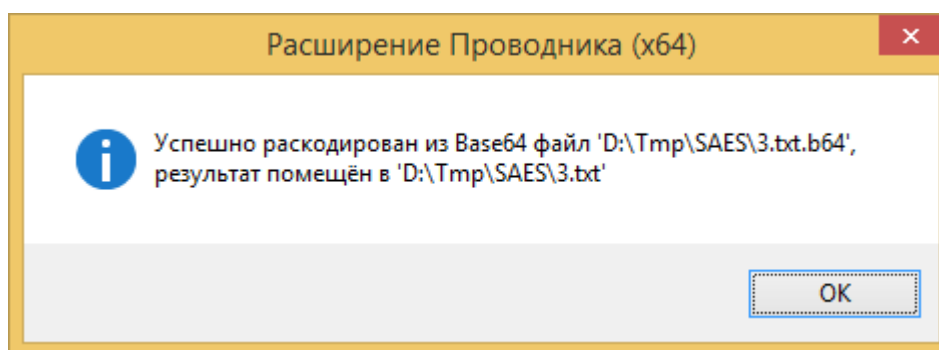 Расширение Проводника (x64)
Успешно раскодирован из Base64 файл 'D:\Tmp\SAES\3.txt.b64',
результат помещён в 'D:\Tmp\SAES\3.txt'
OK